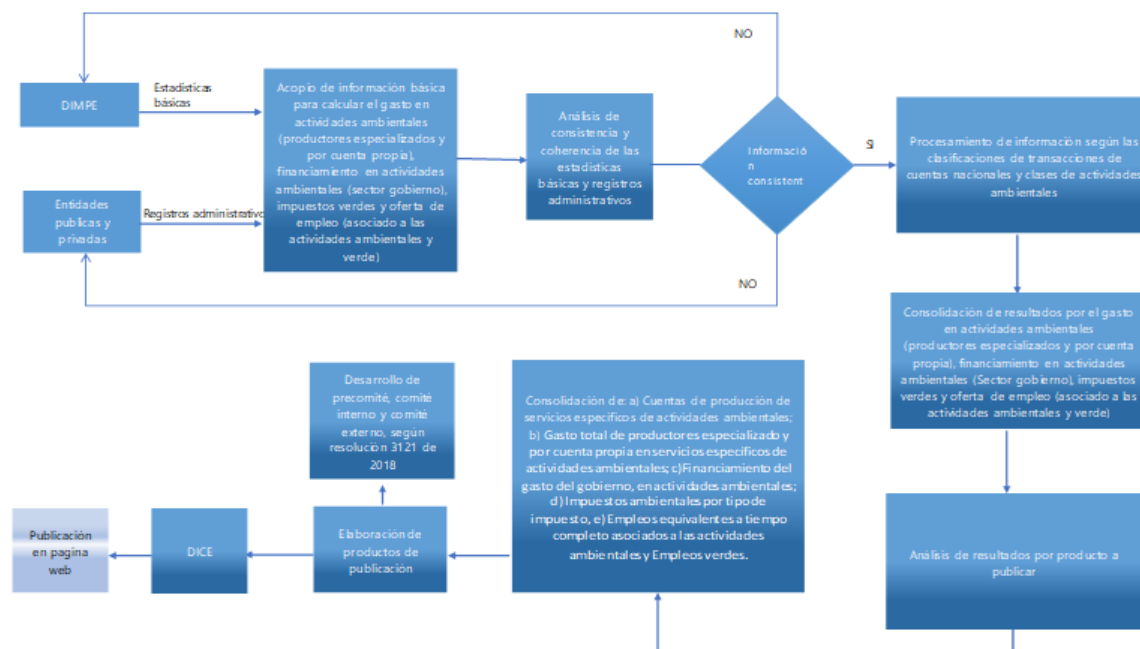 NO
DIMPE
Estadísticas
básicas
Acopio de información básica
para calcular el gasto en
actividades ambientales
(productores especializados y
por cuenta propia),
financiamiento en actividades
ambientales (sector gobierno),
impuestos verdes y oferta de
empleo (asociado a las
actividades ambientales y
verde)
Análisis de
consistencia y
coherencia de las
estadísticas
básicas y registros
administrativos
Informació
n
consistent
SI
Procesamiento de información según las
clasificaciones de transacciones de
cuentas nacionales y clases de actividades
ambientales
Entidades
publicas y
privadas
Registros administrativo
NO
Consolidación de resultados por el gasto
en actividades ambientales
(productores especializados y por cuenta
propia), financiamiento en actividades
ambientales (Sector gobierno), impuestos
verdes y oferta de empleo (asociado a las
actividades ambientales y verde)
Desarrollo de
precomité, comité
interno y comité
externo, según
resolución 3121 de
2018
Consolidación de: a) Cuentas de producción de
servicios específicos de actividades ambientales;
b) Gasto total de productores especializado y
por cuenta propia en servicios específicos de
actividades ambientales; c)Financiamiento del
gasto del gobierno, en actividades ambientales;
d) Impuestos ambientales por tipo de
impuesto, e) Empleos equivalentes a tiempo
completo asociados a las actividades
ambientales y Empleos verdes.
Publicación
en pagina
web
DICE
Elaboración de
productos de
publicación
Análisis de resultados por producto a
publicar